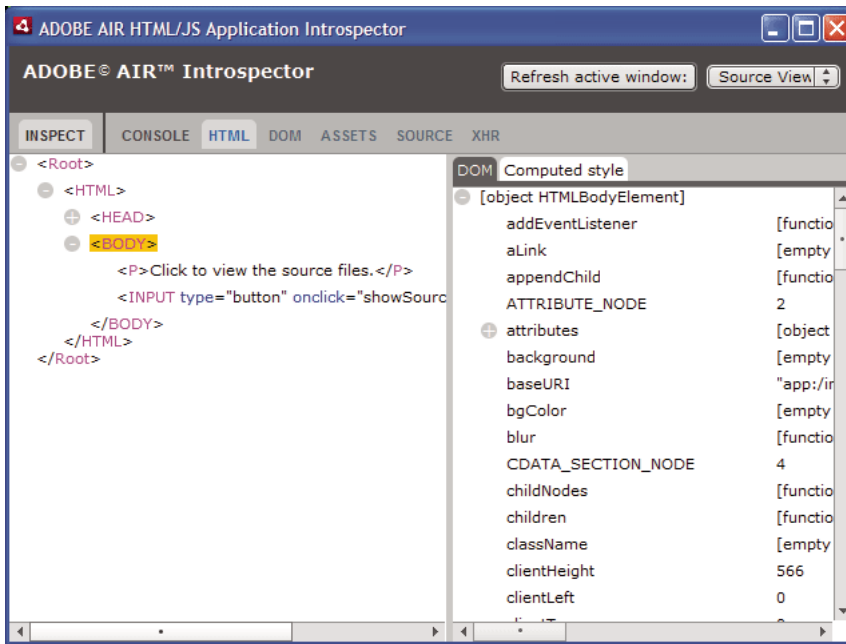 ADOBE AIR HTML/JS Application Introspector
ADOBE© AIR™ Introspector
Refresh active window:
Source View
INSPECT CONSOLE HTML DOM ASSETS SOURCE XHR
<Root>
<HTML>
<HEAD>
<BODY>
<P>Click to view the source files.</P>
<INPUT type="button" onclick="showSourc
</BODY>
</HTML>
</Root>
DOM Computed style
[object HTMLBodyElement]
addEventListener [functio
aLink [empty
appendChild [functio
ATTRIBUTE_NODE 2
attributes [object
background [empty
baseURI "app:/in
bgColor [empty
blur [functio
CDATA_SECTION_NODE 4
childNodes [functio
children [functio
className [empty
clientHeight 566
clientLeft 0